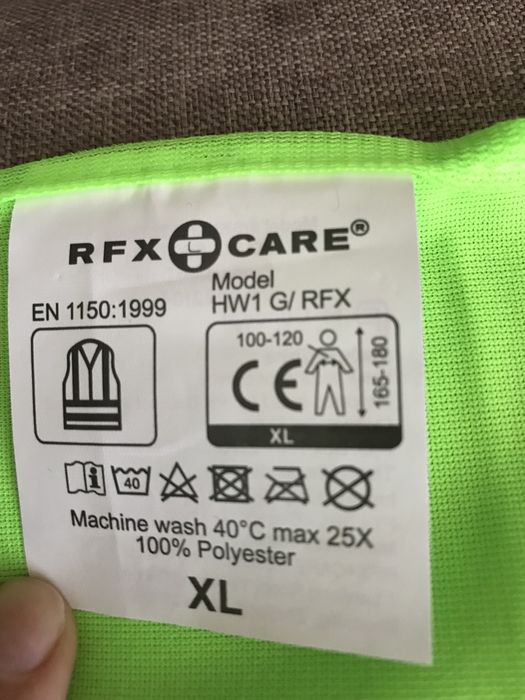 RFX CARE®
Model
EN 1150:1999 HW1 G/ RFX
100-120
165-180
CE
XL
40
Machine wash 40°C max 25X
100% Polyester
XL